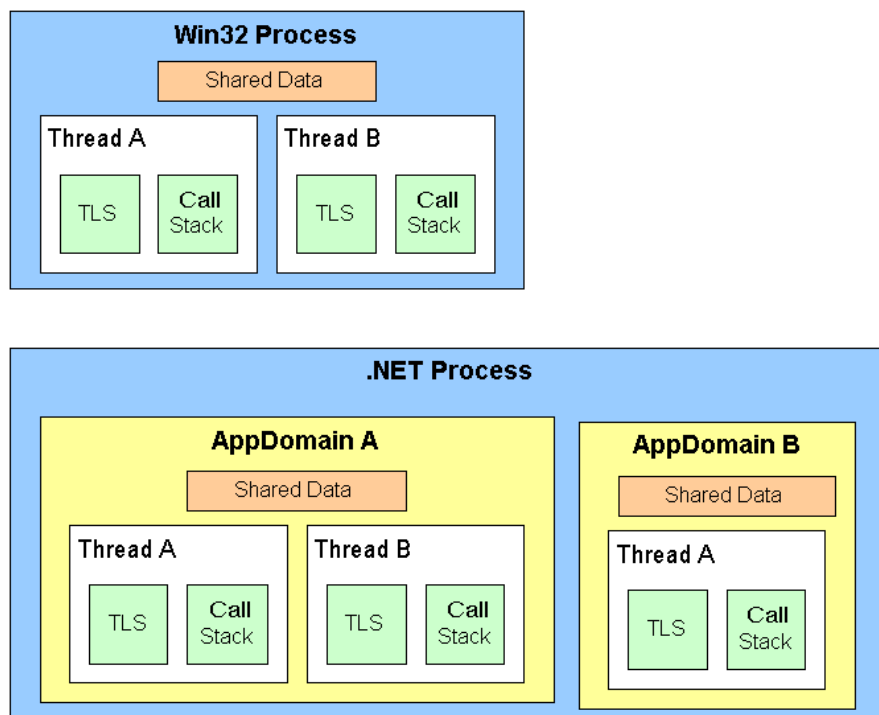 Win32 Process
Shared Data
Thread A
TLS
Call
Stack
Thread B
TLS
Call
Stack
.NET Process
AppDomain A
Shared Data
Thread A
TLS
Call
Stack
Thread B
TLS
Call
Stack
AppDomain B
Shared Data
Thread A
TLS
Call
Stack